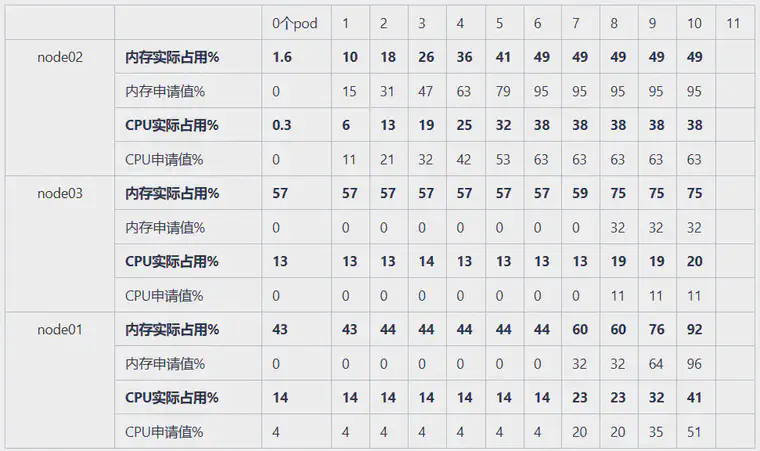 0个pod 1 2 3 4 5 6 7 8 9 10 11
node02 内存实际占用% 1.6 10 18 26 36 41 49 49 49 49 49
内存申请值% 0 15 31 47 63 79 95 95 95 95 95
CPU实际占用% 0.3 6 13 19 25 32 38 38 38 38 38
CPU申请值% 0 11 21 32 42 53 63 63 63 63 63
node03 内存实际占用% 57 57 57 57 57 57 57 59 75 75 75
内存申请值% 0 0 0 0 0 0 0 0 32 32 32
CPU实际占用% 13 13 13 14 13 13 13 13 19 19 20
CPU申请值% 0 0 0 0 0 0 0 0 11 11 11
node01 内存实际占用% 43 43 44 44 44 44 44 60 60 76 92
内存申请值% 0 0 0 0 0 0 0 32 32 64 96
CPU实际占用% 14 14 14 14 14 14 14 23 23 32 41
CPU申请值% 4 4 4 4 4 4 4 20 20 35 51